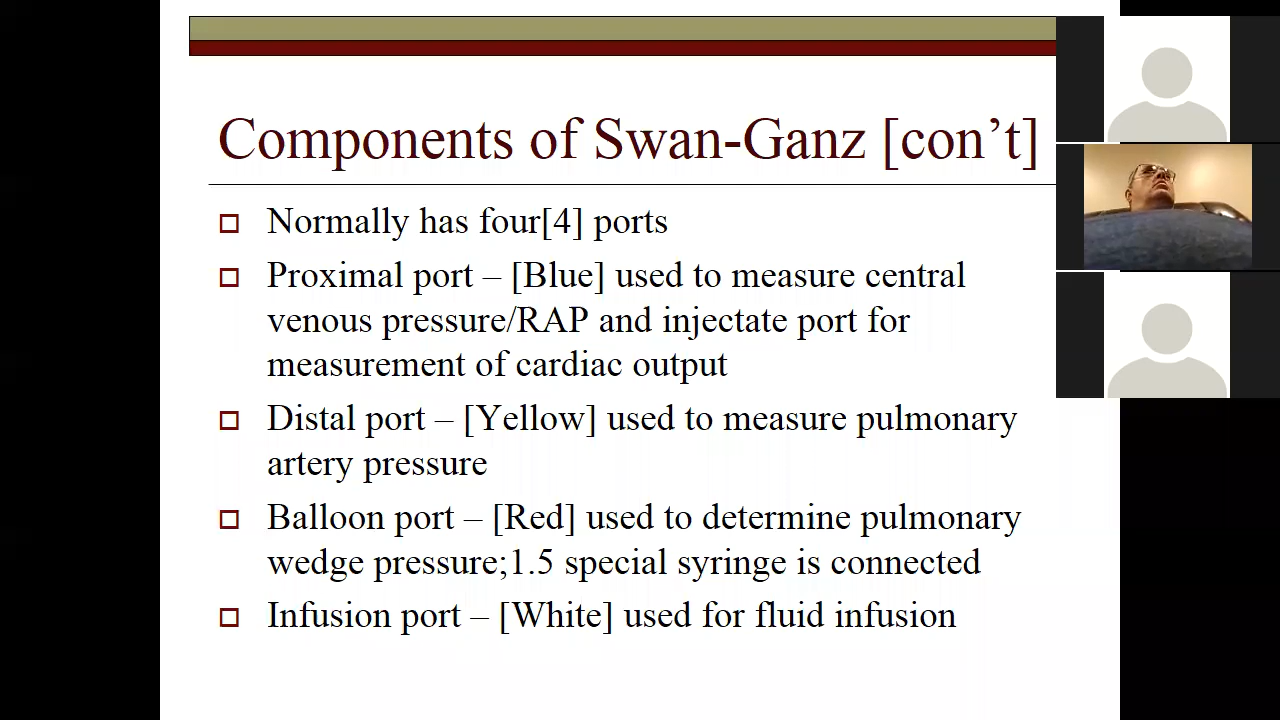 Components of Swan-Ganz [con’t]
Normally has four[4] ports
Proximal port – [Blue] used to measure central
venous pressure/RAP and injectate port for
measurement of cardiac output
Distal port – [Yellow] used to measure pulmonary
artery pressure
Balloon port – [Red] used to determine pulmonary
wedge pressure;1.5 special syringe is connected
Infusion port – [White] used for fluid infusion